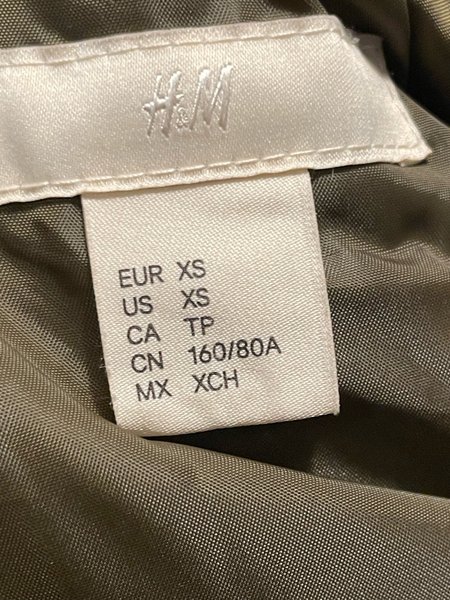 H&M
EUR XS
US XS
CA TP
CN 160/80A
MX XCH